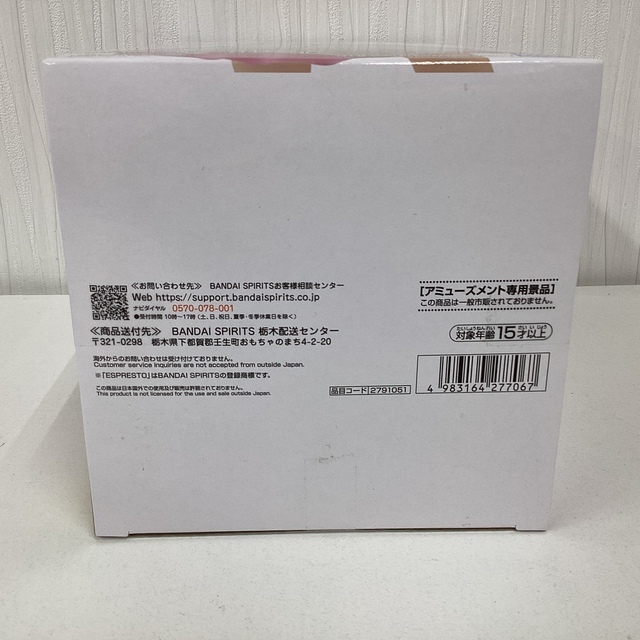 ≪お問い合わせ先≫ BANDAI SPIRITSお客様相談センター
Web https://support.bandaispirits.co.jp
ナビダイヤル 0570-078-001
●受付時間 10時〜17時 (土、日、祝日、夏季・冬季休業日を除く)
≪商品送付先≫ BANDAI SPIRITS 栃木配送センター
〒321-0298 栃木県下都賀郡壬生町おもちゃのまち4-2-20
海外からのお問い合わせは受け付けておりません。
Customer service inquiries are not accepted from outside Japan.
※「ESPRESTO」はBANDAI SPIRITSの登録商標です。
この商品は日本国外での使用及び販売は許諾されておりません。
This product is not licensed for the use and sale outside Japan.
【アミューズメント専用景品】
この商品は一般市販されておりません。
たいしょうねんれい さい いじょう
対象年齢 15才以上
品目コード 2791051
4 983164 277067